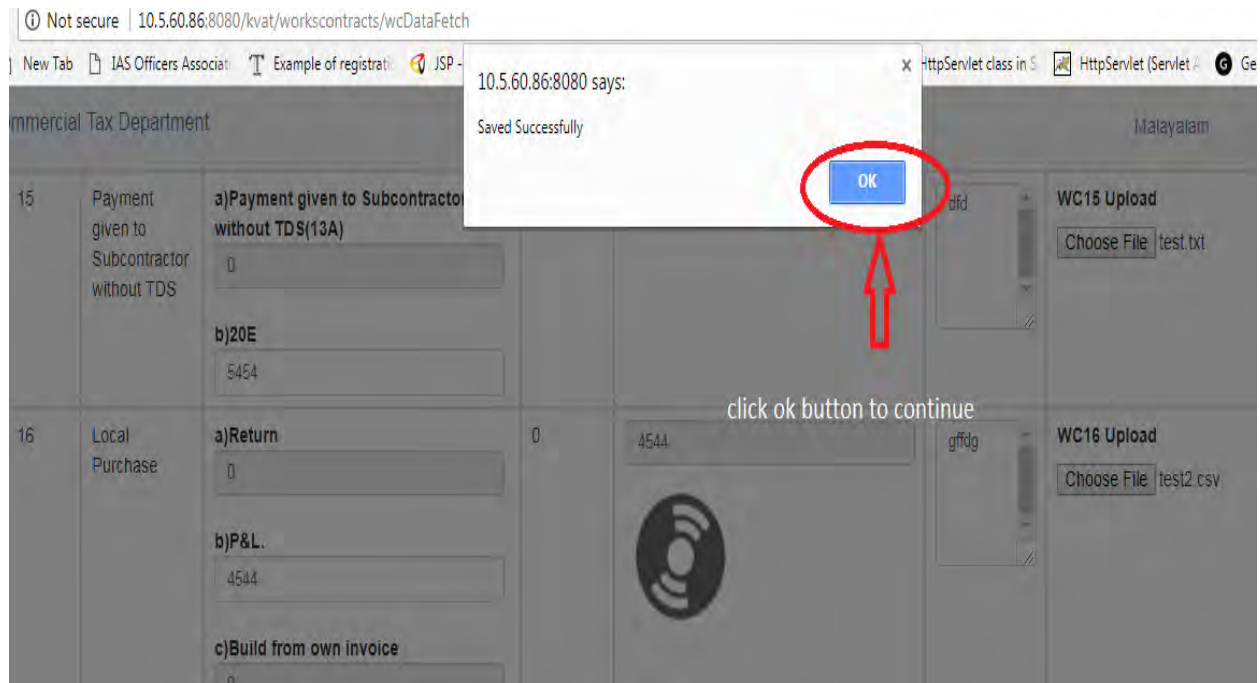 Not secure | 10.5.60.86:8080/kvat/workscontracts/wcDataFetch
New Tab IAS Officers Associat Example of registrati JSP - HttpServlet class in S HttpServlet (Servlet A Ge
ommercial Tax Department Malayalam
10.5.60.86:8080 says:
x
Saved Successfully
OK
15
Payment
given to
Subcontractor
without TDS
a)Payment given to Subcontractor
without TDS(13A)
0
b)20E
5454
dfd
WC15 Upload
Choose File test.txt
click ok button to continue
16
Local
Purchase
a)Return
0
b)P&L.
4544
c)Build from own invoice
0
4544
gffdg
WC16 Upload
Choose File test2.csv